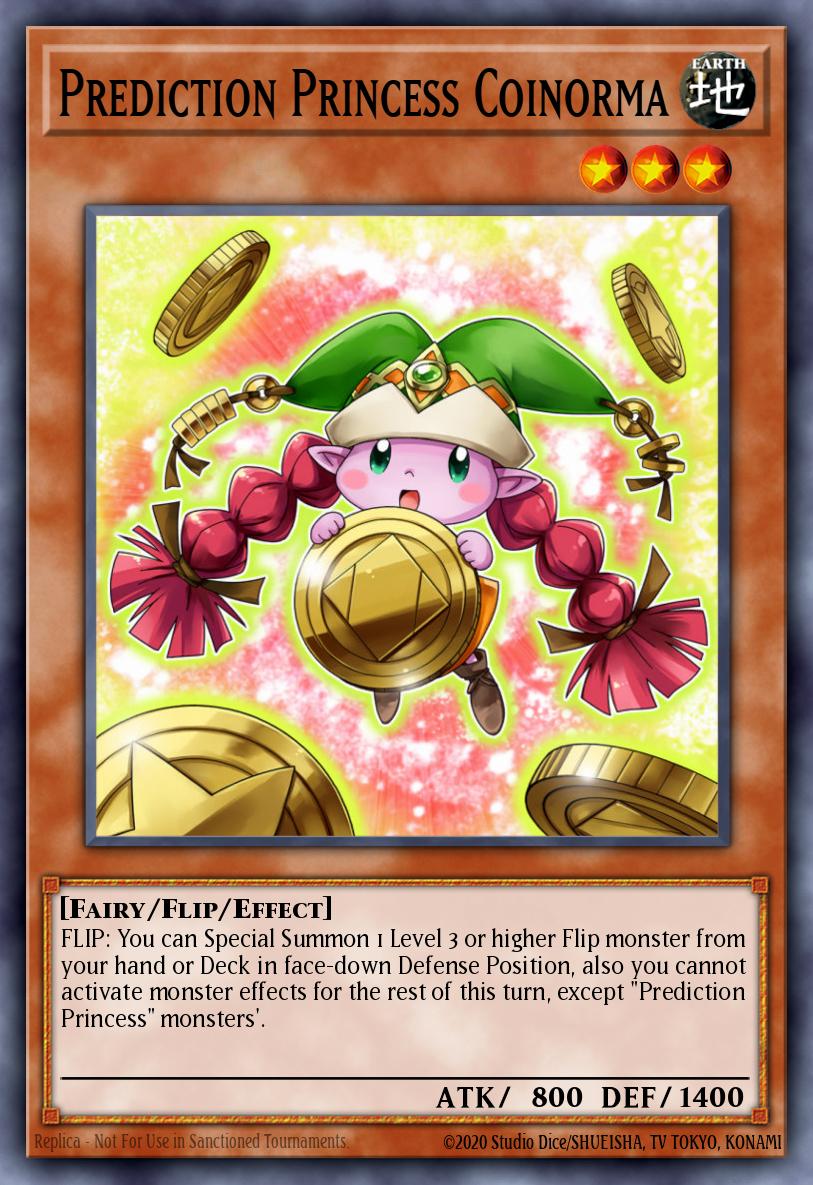 Prediction Princess Coinorma
EARTH
地
[Fairy/Flip/Effect]
FLIP: You can Special Summon 1 Level 3 or higher Flip monster from
your hand or Deck in face-down Defense Position, also you cannot
activate monster effects for the rest of this turn, except "Prediction
Princess" monsters'.
ATK/ 800 DEF/1400
Replica - Not For Use in Sanctioned Tournaments.
©2020 Studio Dice/SHUEISHA, TV TOKYO, KONAMI